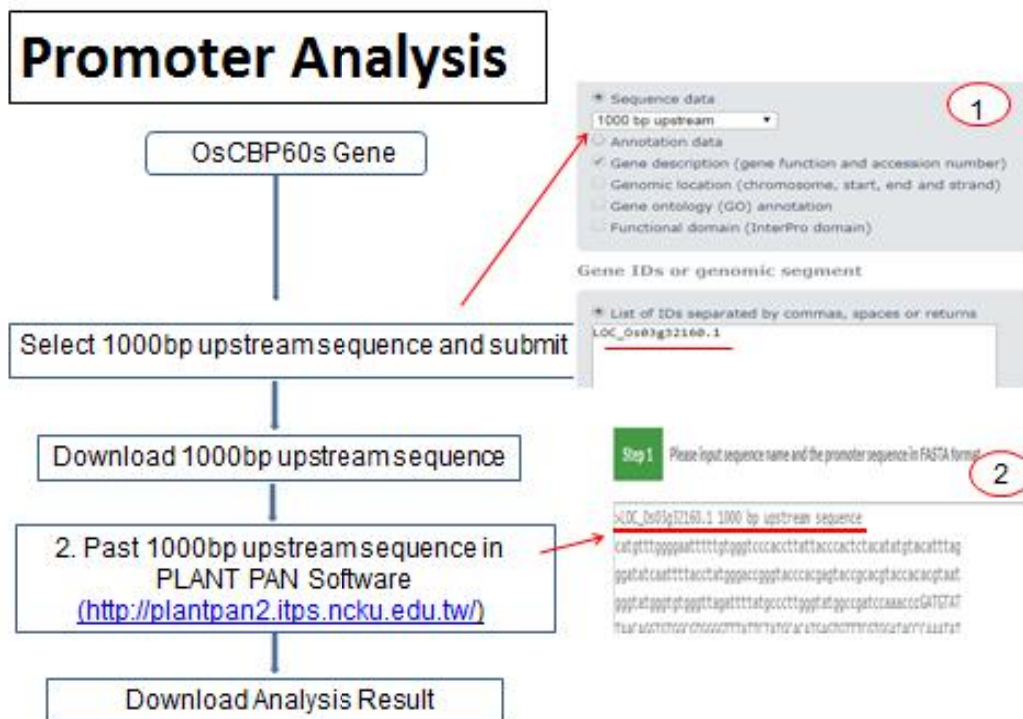 Promoter Analysis
OsCBP60s Gene
Select 1000bp upstream sequence and submit
Download 1000bp upstream sequence
2. Past 1000bp upstream sequence in
PLANT PAN Software
(http://plantpan2.itps.ncku.edu.tw/)
Download Analysis Result
1
Sequence data
1000 bp upstream
Annotation data
Gene description (gene function and accession number)
Genomic location (chromosome, start, end and strand)
Gene ontology (GO) annotation
Functional domain (InterPro domain)
Gene IDs or genomic segment
List of IDs separated by commas, spaces or returns
LOC_Os03g32160.1
2
Step 1
Please input sequence name and the promoter sequence in FASTA format
>LOC_Os03g32160.1 1000 bp upstream sequence